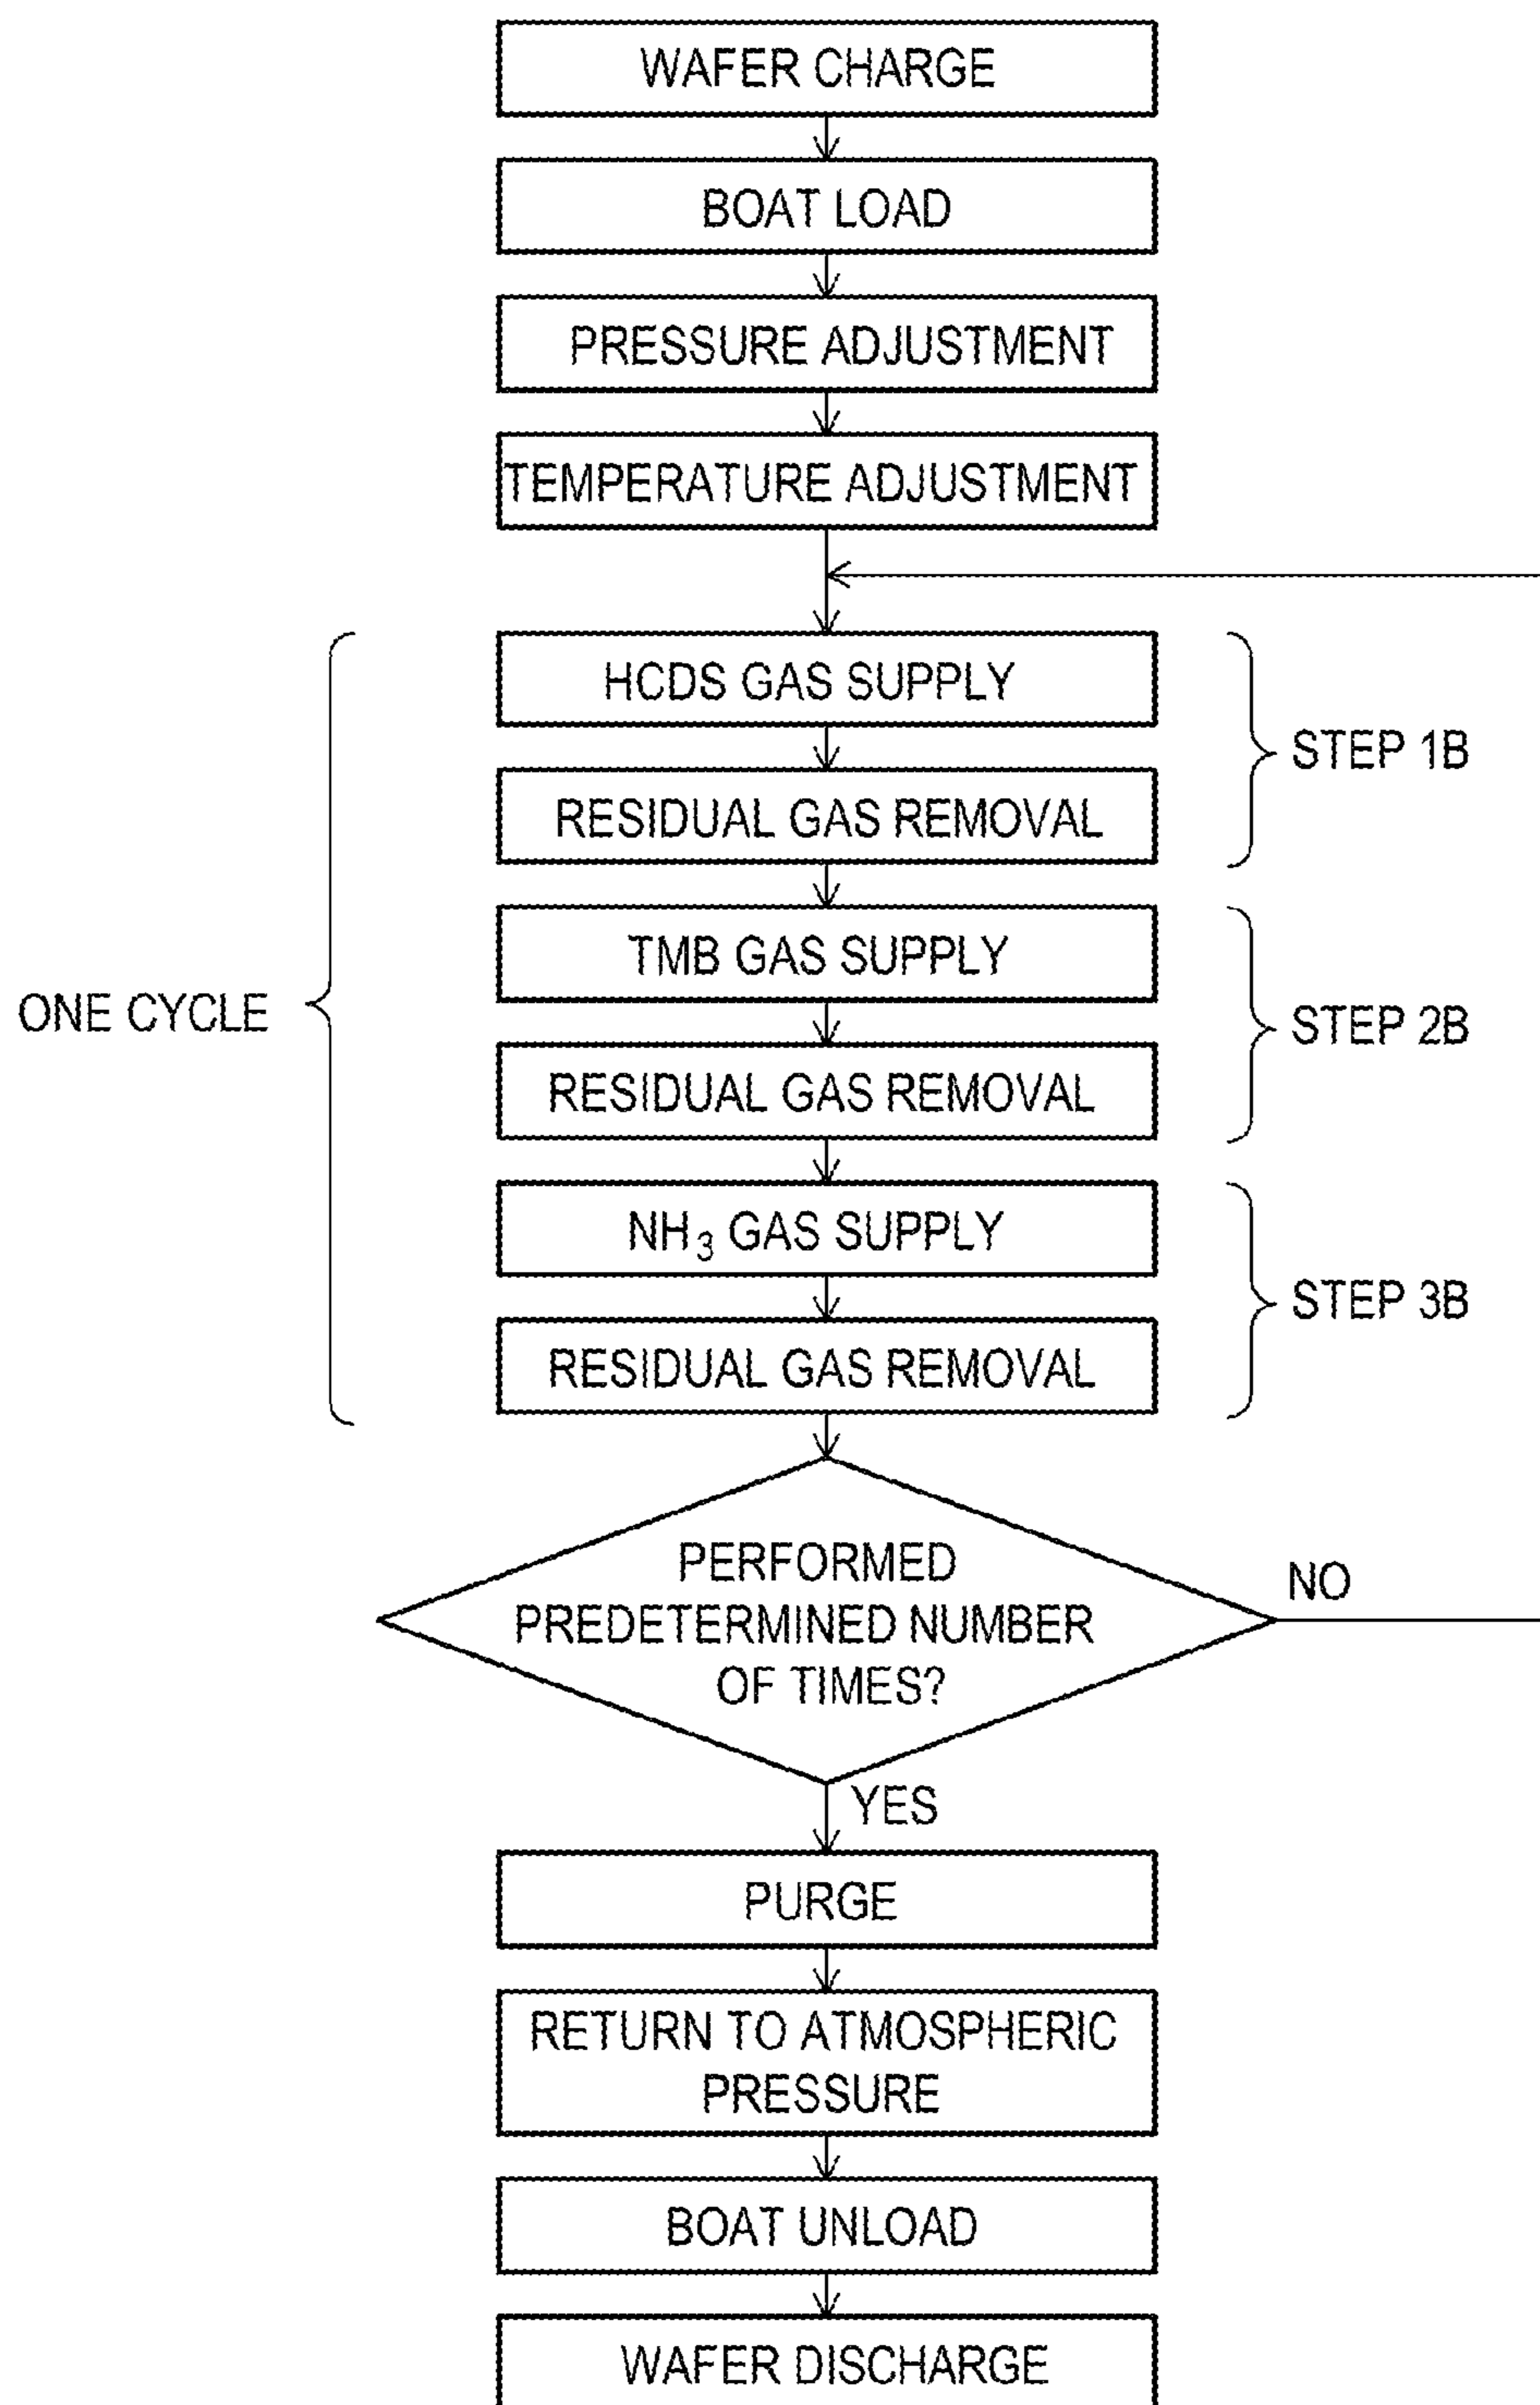 WAFER CHARGE
BOAT LOAD
PRESSURE ADJUSTMENT
TEMPERATURE ADJUSTMENT
HCDS GAS SUPPLY
RESIDUAL GAS REMOVAL
STEP 1B
TMB GAS SUPPLY
RESIDUAL GAS REMOVAL
STEP 2B
ONE CYCLE
NH₃ GAS SUPPLY
RESIDUAL GAS REMOVAL
STEP 3B
PERFORMED
PREDETERMINED NUMBER
OF TIMES?
NO
YES
PURGE
RETURN TO ATMOSPHERIC
PRESSURE
BOAT UNLOAD
WAFER DISCHARGE